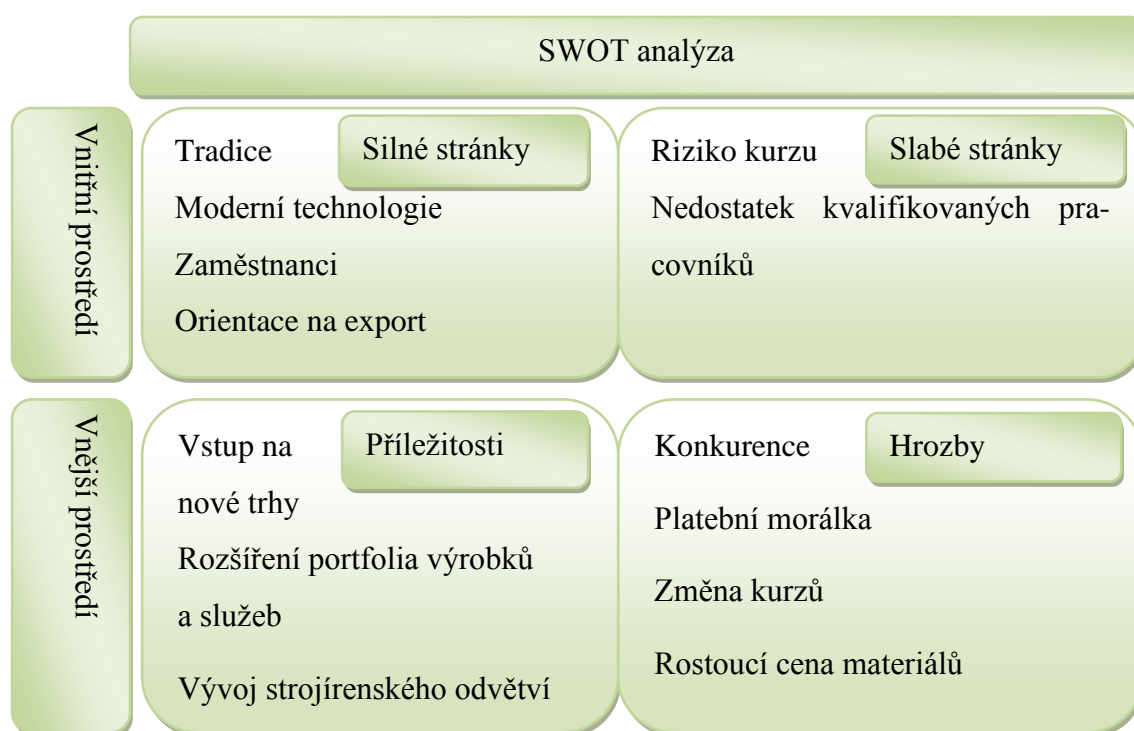 SWOT analýza
Vnitřní prostředí
Silné stránky
Tradice
Moderní technologie
Zaměstnanci
Orientace na export
Slabé stránky
Riziko kurzu
Nedostatek kvalifikovaných pra-
covníků
Vnější prostředí
Příležitosti
Vstup na
nové trhy
Rozšíření portfolia výrobků
a služeb
Vývoj strojírenského odvětví
Hrozby
Konkurence
Platební morálka
Změna kurzů
Rostoucí cena materiálů